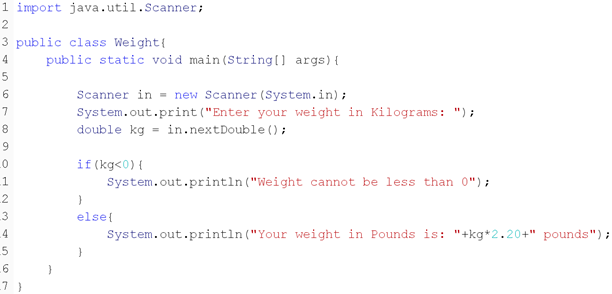 1 import java.util.Scanner;
2
3 public class Weight{
4     public static void main(String[] args){
5
6         Scanner in = new Scanner(System.in);
7         System.out.print("Enter your weight in Kilograms: ");
8         double kg = in.nextDouble();
9
.0         if(kg<0){
.1             System.out.println("Weight cannot be less than 0");
.2         }
.3         else{
.4             System.out.println("Your weight in Pounds is: "+kg*2.20+" pounds");
.5         }
.6     }
.7 }